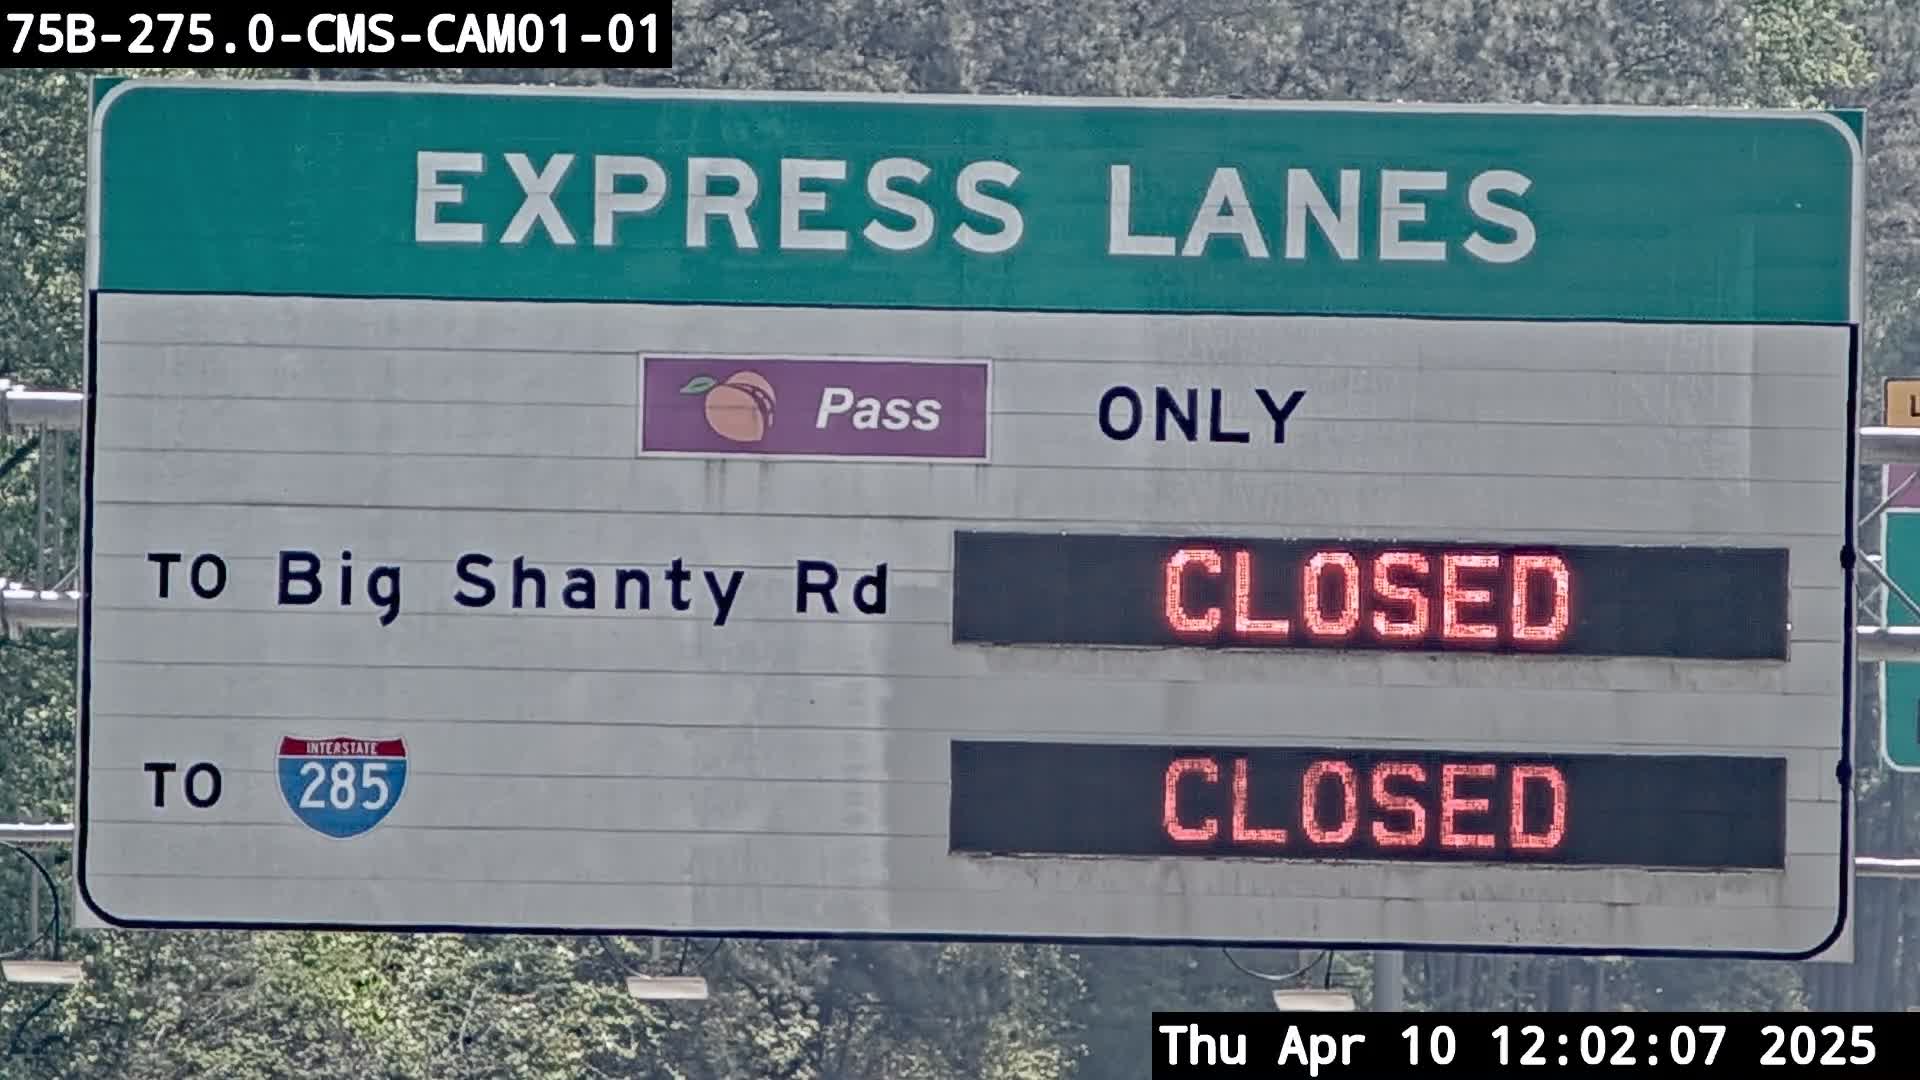 75B-275.0-CMS-CAM01-01
EXPRESS LANES
Pass ONLY
TO Big Shanty Rd CLOSED
TO INTERSTATE 285 CLOSED
Thu Apr 10 12:02:07 2025